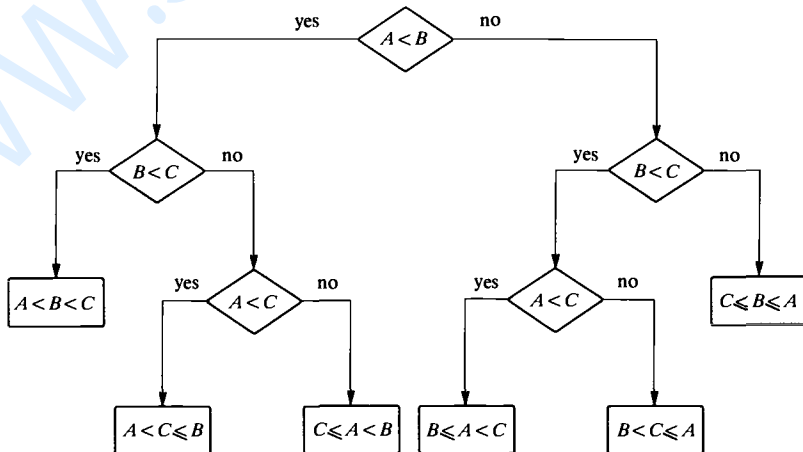 yes
A < B
no
yes
B < C
no
yes
B < C
no
A < B < C
yes
A < C
no
yes
A < C
no
C ⩽ B ⩽ A
A < C ⩽ B
C ⩽ A < B
B ⩽ A < C
B < C ⩽ A